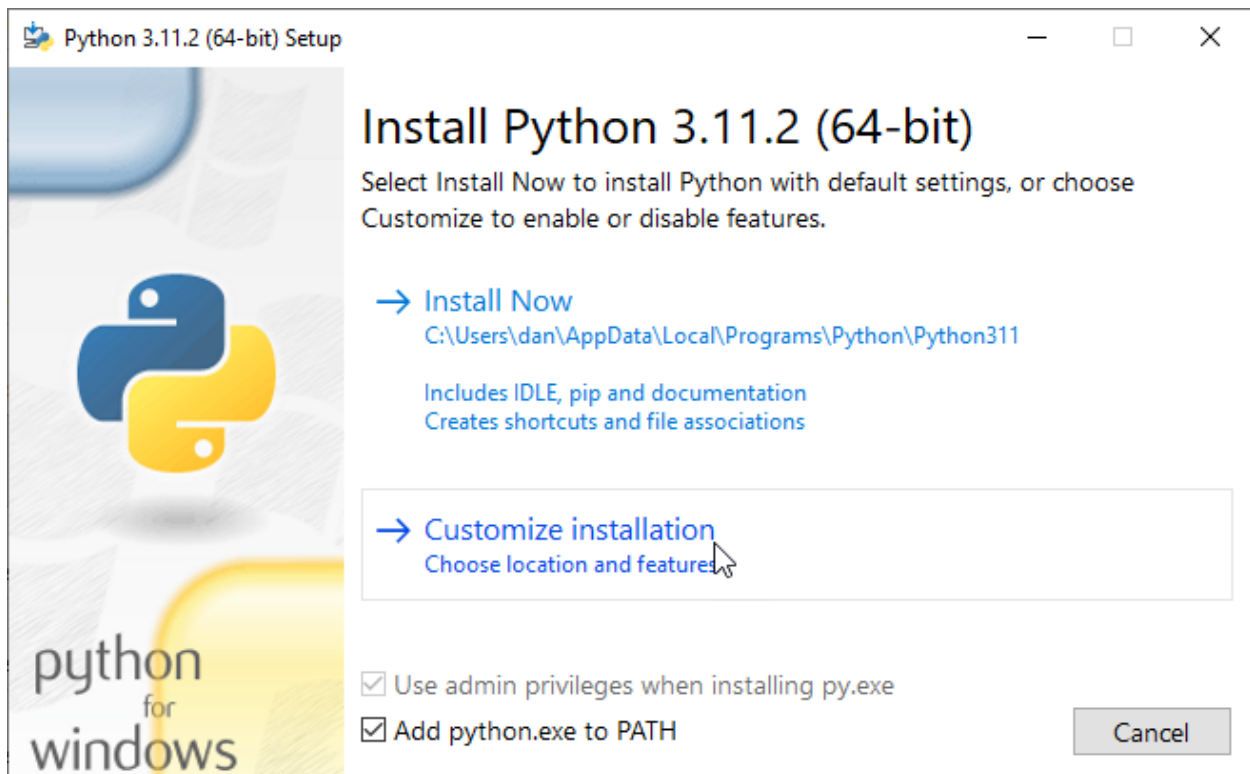 Python 3.11.2 (64-bit) Setup
Install Python 3.11.2 (64-bit)
Select Install Now to install Python with default settings, or choose
Customize to enable or disable features.
Install Now
C:\Users\dan\AppData\Local\Programs\Python\Python311
Includes IDLE, pip and documentation
Creates shortcuts and file associations
Customize installation
Choose location and features
Use admin privileges when installing py.exe
Add python.exe to PATH
Cancel
python
for
windows